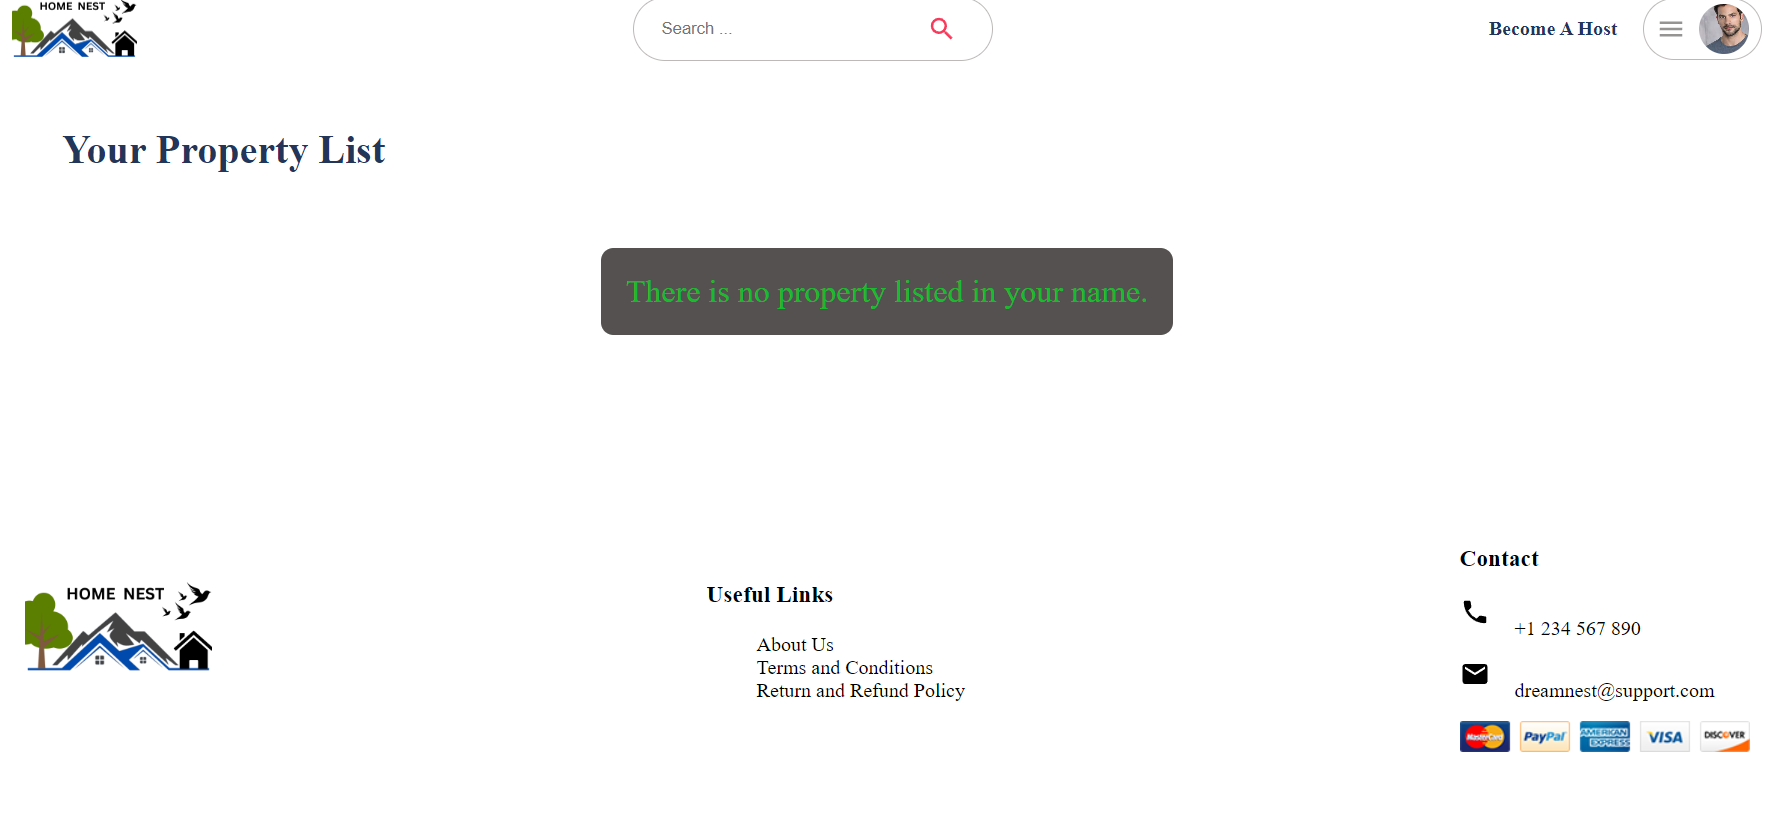 HOME NEST
Search ...
Become A Host
Your Property List
There is no property listed in your name.
HOME NEST
Useful Links
About Us
Terms and Conditions
Return and Refund Policy
Contact
+1 234 567 890
dreamnest@support.com
MasterCard
PayPal
AMERICAN EXPRESS
VISA
DISCOVER